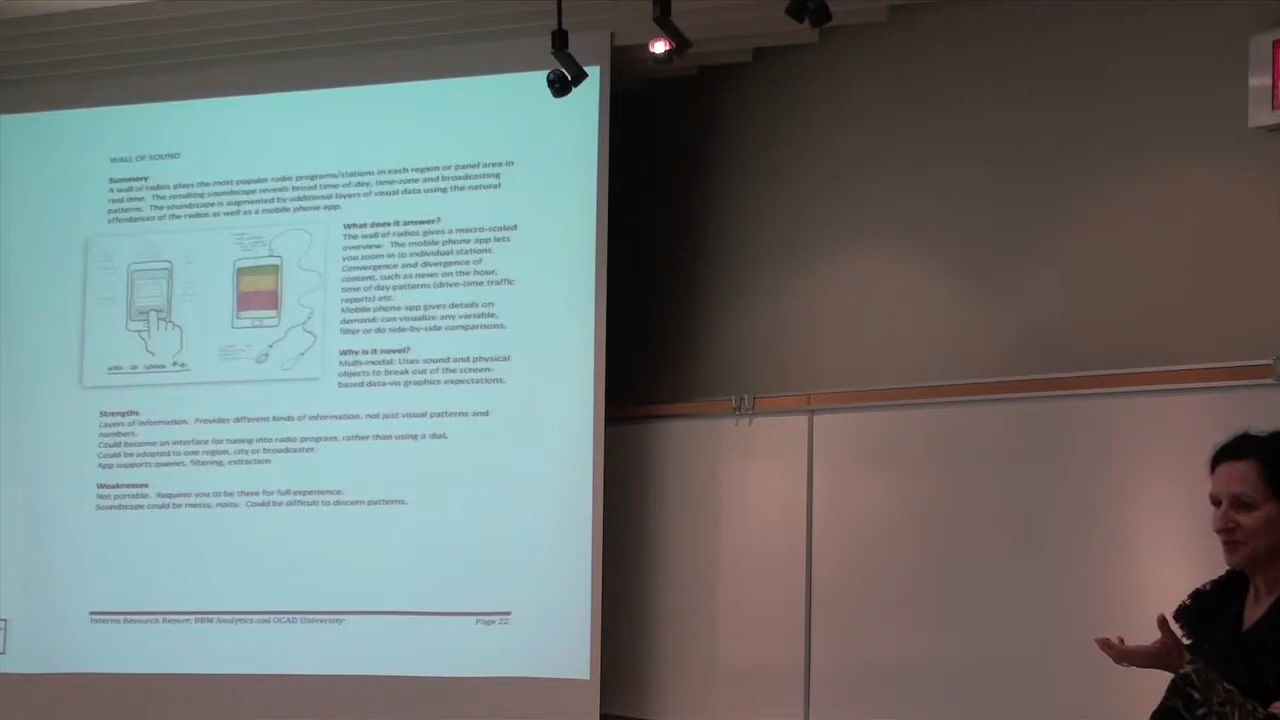 WALL OF SOUND
Summary
A wall of radios plays the most popular radio programs/stations in each region or panel area in
real time. The resulting soundscape reveals broad time-of-day, time-zone and broadcasting
patterns. The soundscape is augmented by additional layers of visual data using the natural
affordances of the radios as well as a mobile phone app.
What does it answer?
The wall of radios gives a macro-scaled
overview. The mobile phone app lets
you zoom in to individual stations.
Convergence and divergence of
content, such as news on the hour,
time of day patterns (drive-time traffic
reports) etc.
Mobile phone app gives details on
demand: can visualize any variable,
filter or do side-by-side comparisons.
Why is it novel?
Multi-modal: Uses sound and physical
objects to break out of the screen-
based data-vis graphics expectations.
Strengths
Layers of information. Provides different kinds of information, not just visual patterns and
numbers.
Could become an interface for tuning into radio program, rather than using a dial.
Could be adapted to one region, city or broadcaster.
App supports queries, filtering, extraction
Weaknesses
Not portable. Requires you to be there for full experience.
Soundscape could be messy, noisy. Could be difficult to discern patterns.
Interim Research Report: BBM Analytics and OCAD University
Page 22